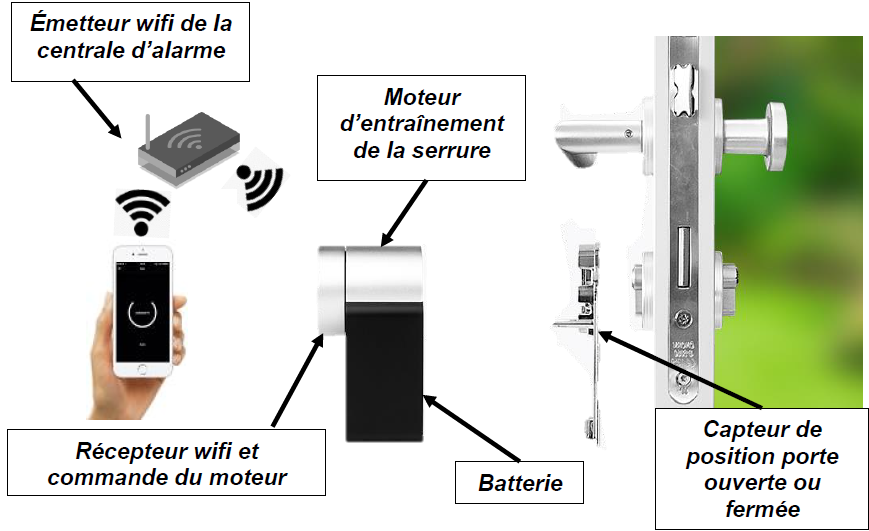 Émetteur wifi de la
centrale d’alarme
Moteur
d’entraînement
de la serrure
Récepteur wifi et
commande du moteur
Batterie
Capteur de
position porte
ouverte ou
fermée